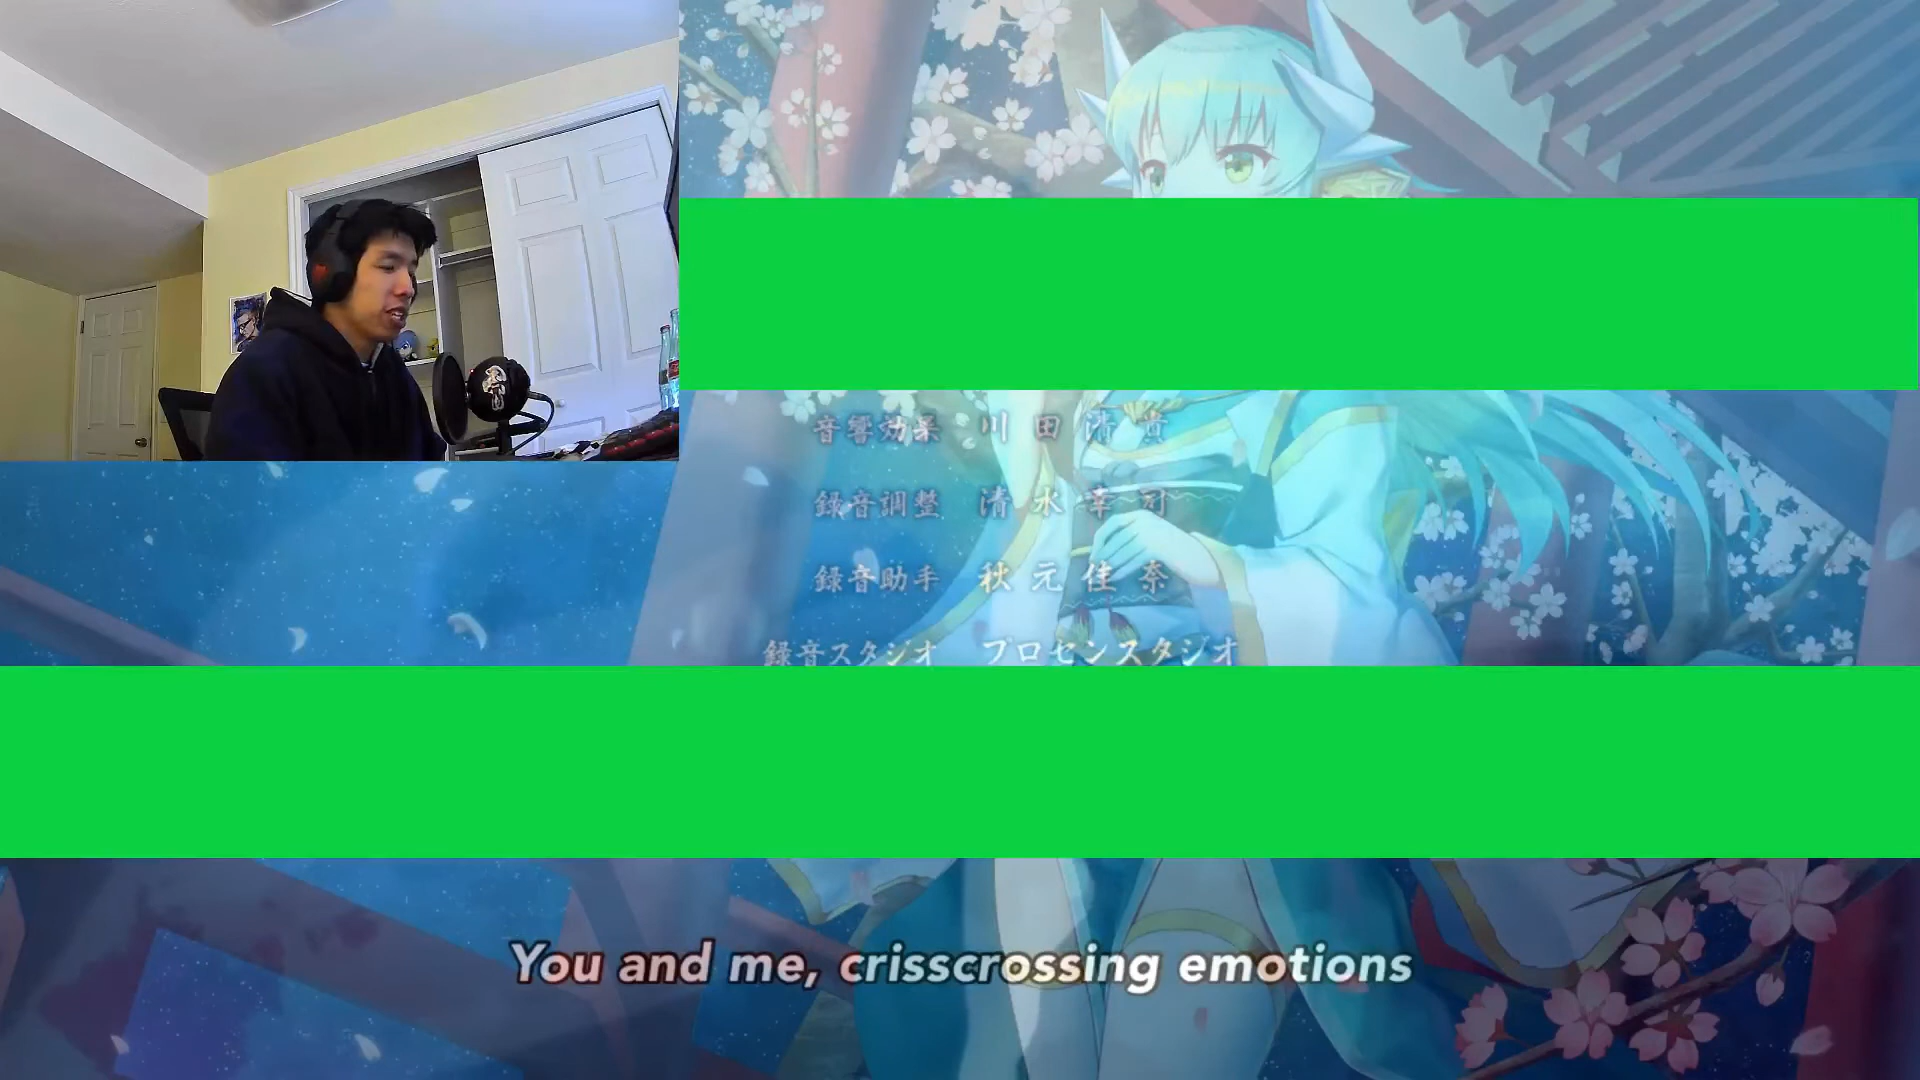 音響効果 川田清貴
録音調整 清水幸司
録音助手 秋元佳奈
録音スタジオ プロセンスタジオ
You and me, crisscrossing emotions